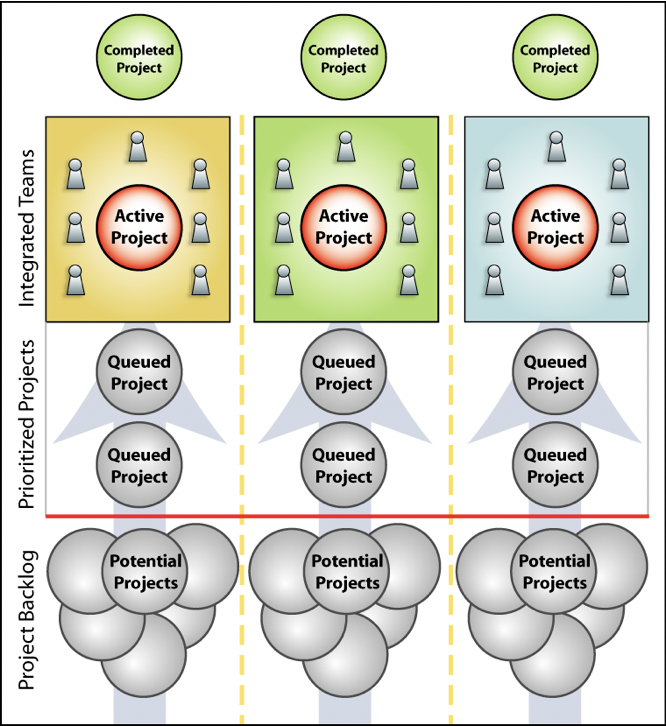 Completed
Project
Completed
Project
Completed
Project
Integrated Teams
Active
Project
Active
Project
Active
Project
Prioritized Projects
Queued
Project
Queued
Project
Queued
Project
Queued
Project
Queued
Project
Queued
Project
Project Backlog
Potential
Projects
Potential
Projects
Potential
Projects